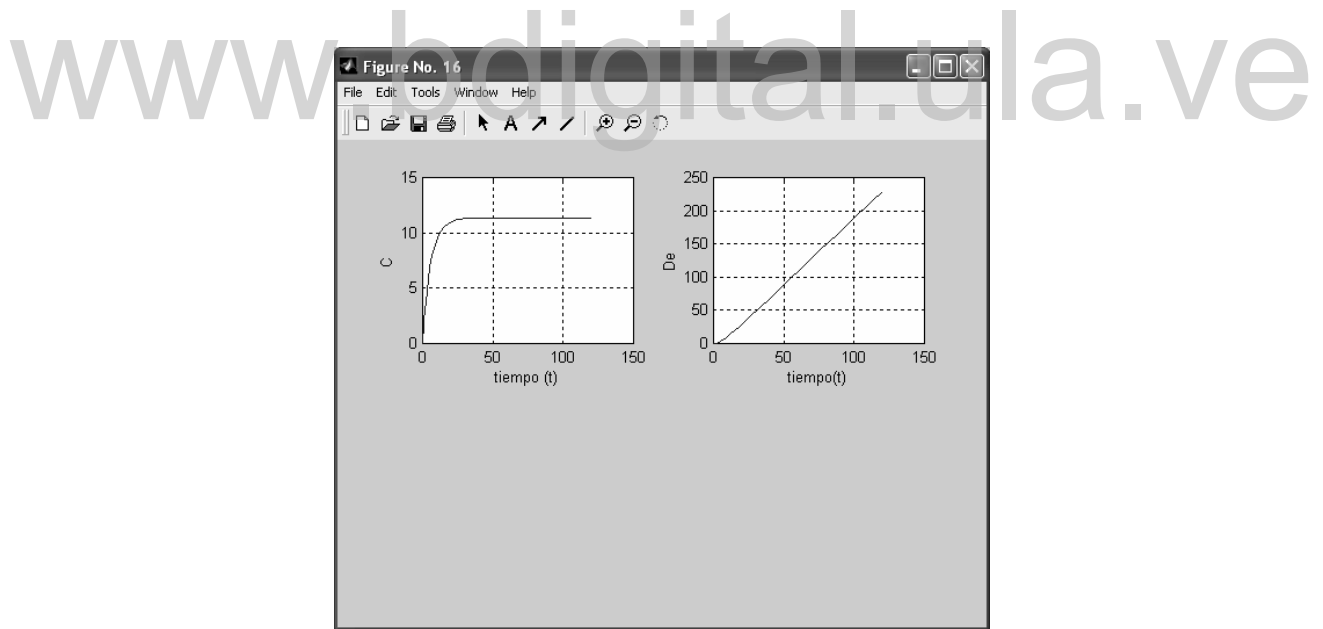 www.bdigital.ula.ve
Figure No. 16
File Edit Tools Window Help
A
15
10
5
0
C
0 50 100 150
tiempo (t)
250
200
150
100
50
0
De
0 50 100 150
tiempo(t)